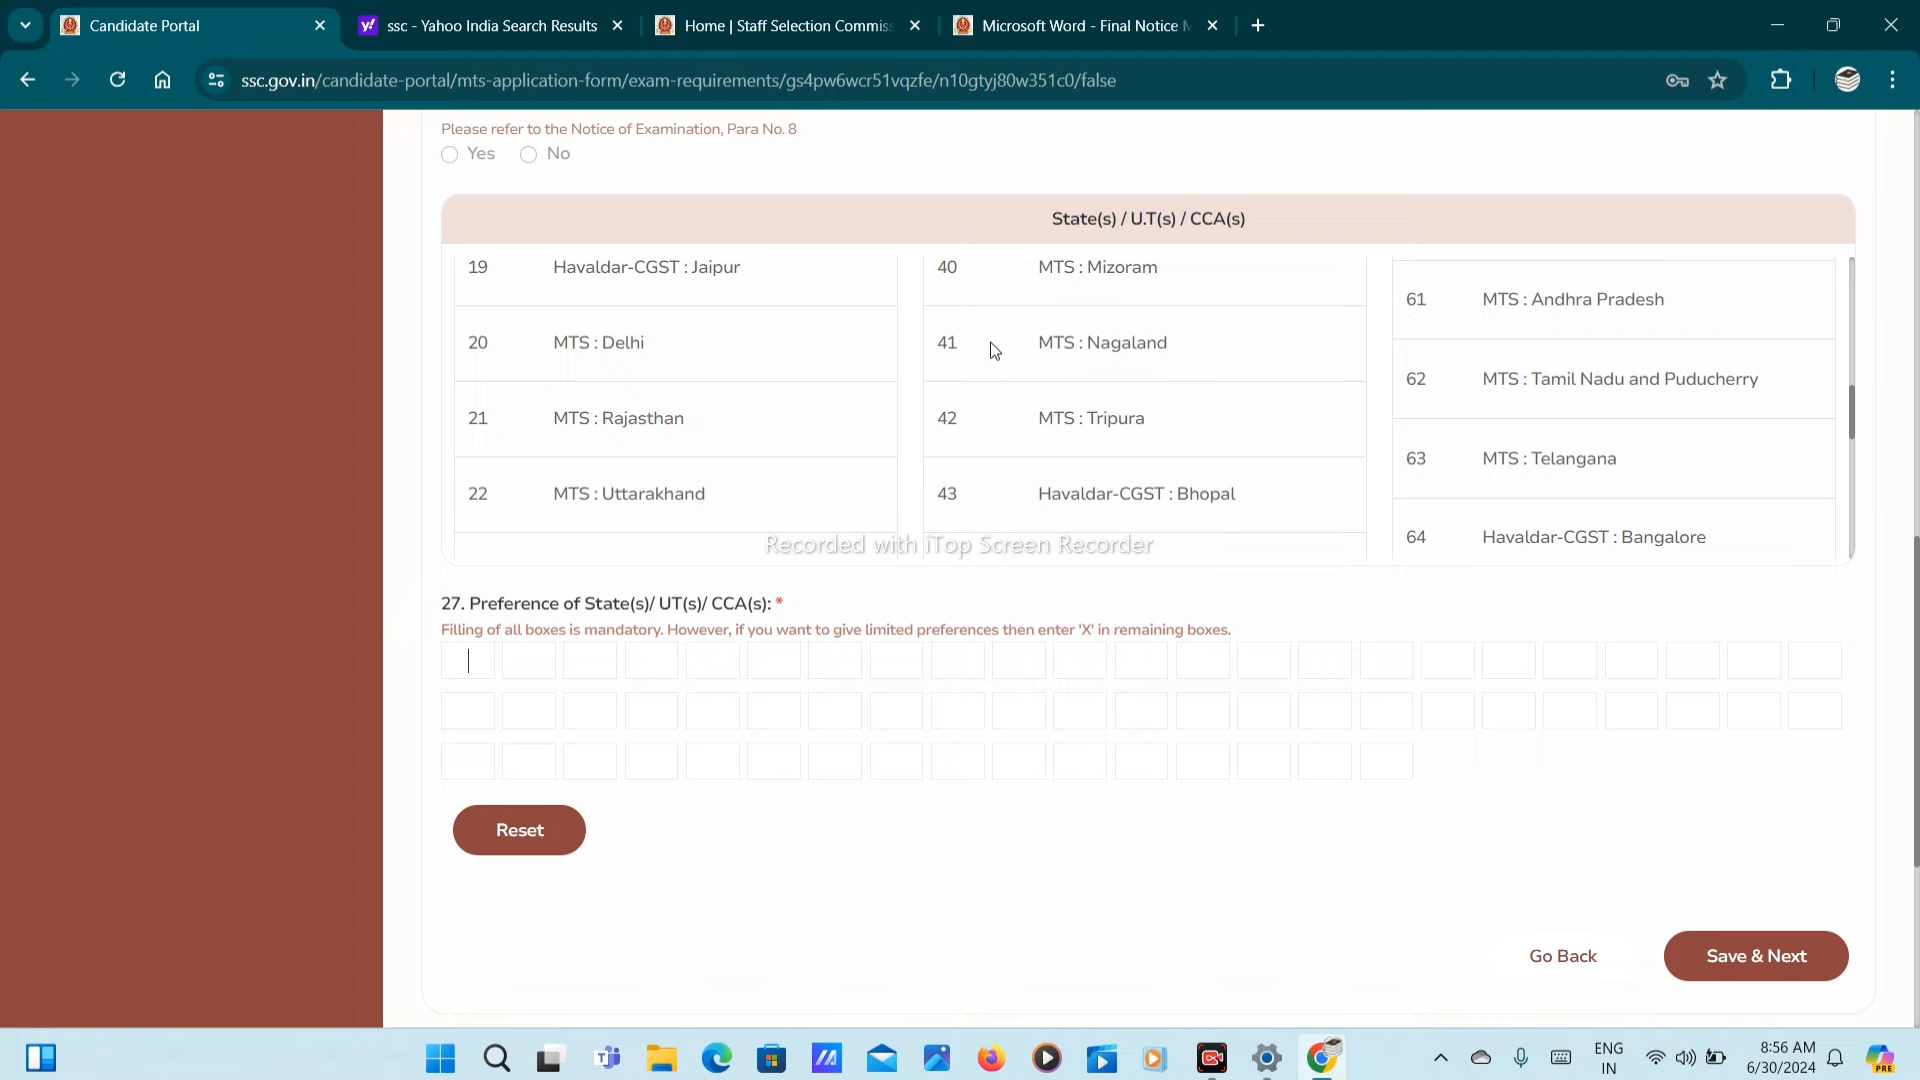 Candidate Portal
ssc - Yahoo India Search Results
Home | Staff Selection Commis
Microsoft Word - Final Notice
ssc.gov.in/candidate-portal/mts-application-form/exam-requirements/gs4pw6wcr51vqzfe/n10gtyj80w351c0/false
Please refer to the Notice of Examination, Para No. 8
Yes No
State(s) / U.T(s) / CCA(s)
19 Havaldar-CGST : Jaipur
40 MTS : Mizoram
61 MTS : Andhra Pradesh
20 MTS : Delhi
41 MTS : Nagaland
62 MTS : Tamil Nadu and Puducherry
21 MTS : Rajasthan
42 MTS : Tripura
63 MTS : Telangana
22 MTS : Uttarakhand
43 Havaldar-CGST : Bhopal
64 Havaldar-CGST : Bangalore
Recorded with iTop Screen Recorder
27. Preference of State(s)/ UT(s)/ CCA(s): *
Filling of all boxes is mandatory. However, if you want to give limited preferences then enter 'X' in remaining boxes.
Reset
Go Back
Save & Next
ENG
IN
8:56 AM
6/30/2024
PRE